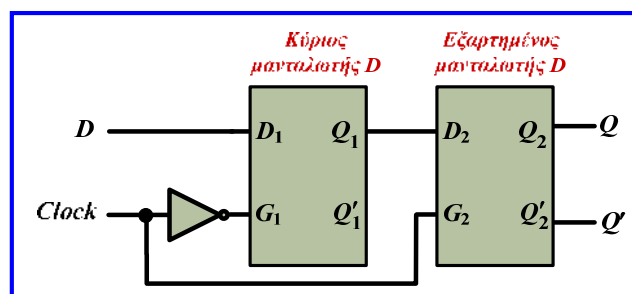 Κύριος
μανταλωτής D
Εξαρτημένος
μανταλωτής D
D
D₁
Q₁
D₂
Q₂
Q
Clock
G₁
Q′₁
G₂
Q′₂
Q′